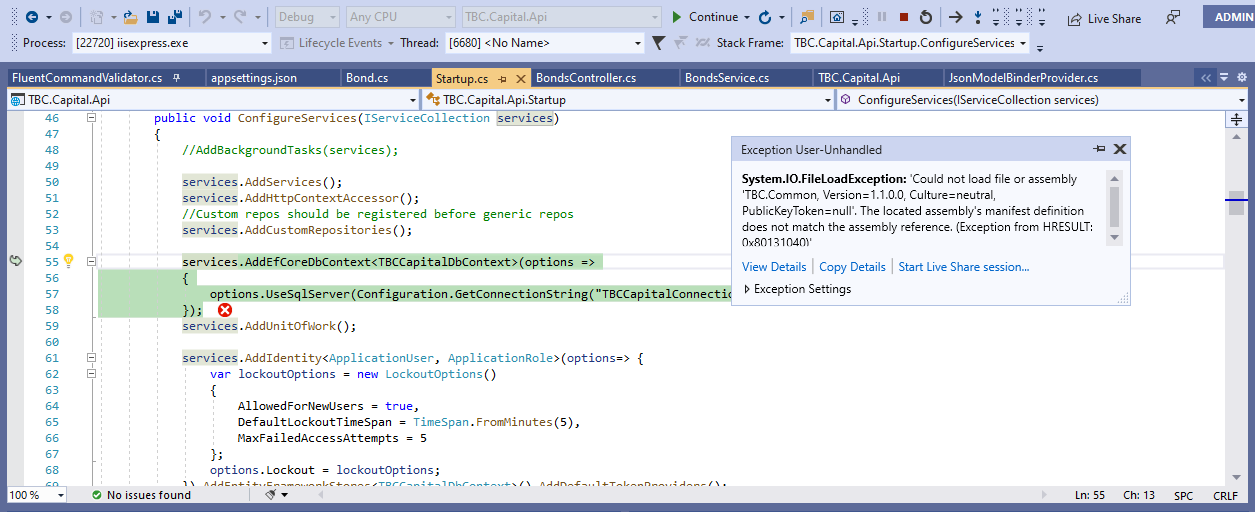 Debug Any CPU TBC.Capital.Api Continue Live Share ADMIN
Process: [22720] iisexpress.exe Lifecycle Events Thread: [6680] <No Name> Stack Frame: TBC.Capital.Api.Startup.ConfigureServices
FluentCommandValidator.cs appsettings.json Bond.cs Startup.cs BondsController.cs BondsService.cs TBC.Capital.Api JsonModelBinderProvider.cs
TBC.Capital.Api TBC.Capital.Api.Startup ConfigureServices(IServiceCollection services)
46 public void ConfigureServices(IServiceCollection services)
47 {
48 //AddBackgroundTasks(services);
49
50 services.AddServices();
51 services.AddHttpContextAccessor();
52 //Custom repos should be registered before generic repos
53 services.AddCustomRepositories();
54
55 services.AddEfCoreDbContext<TBCCapitalDbContext>(options =>
56 {
57 options.UseSqlServer(Configuration.GetConnectionString("TBCCapitalConnectio
58 });
59 services.AddUnitOfWork();
60
61 services.AddIdentity<ApplicationUser, ApplicationRole>(options=> {
62 var lockoutOptions = new LockoutOptions()
63 {
64 AllowedForNewUsers = true,
65 DefaultLockoutTimeSpan = TimeSpan.FromMinutes(5),
66 MaxFailedAccessAttempts = 5
67 };
68 options.Lockout = lockoutOptions;
69 }).AddEntityFrameworkStores<TBCCapitalDbContext>().AddDefaultTokenProviders();
Exception User-Unhandled
System.IO.FileLoadException: 'Could not load file or assembly
'TBC.Common, Version=1.1.0.0, Culture=neutral,
PublicKeyToken=null'. The located assembly's manifest definition
does not match the assembly reference. (Exception from HRESULT:
0x80131040)'
View Details Copy Details Start Live Share session...
Exception Settings
100 % No issues found Ln: 55 Ch: 13 SPC CRLF